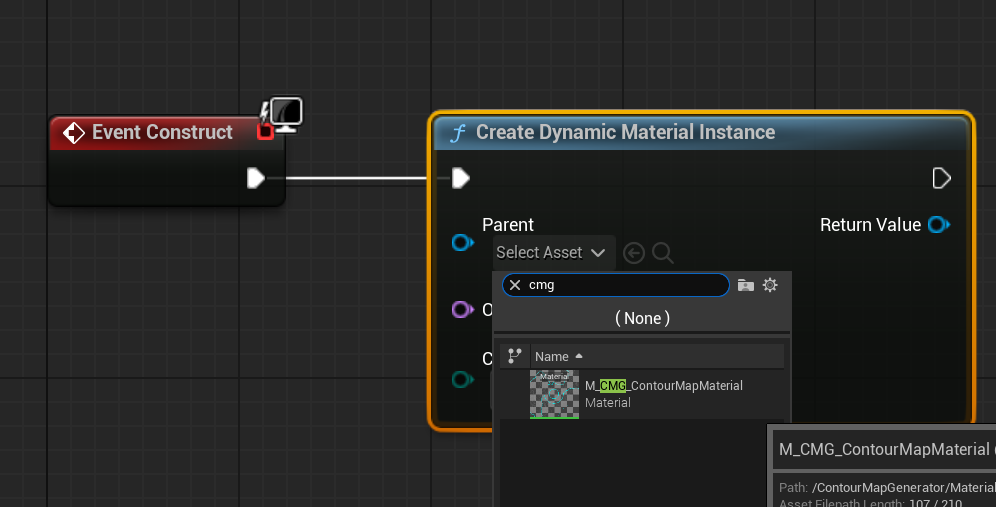 Event Construct
f Create Dynamic Material Instance
Parent
Return Value
Select Asset
cmg
( None )
O
C
Name
Material
M_CMG_ContourMapMaterial
Material
M_CMG_ContourMapMaterial
Path: /ContourMapGenerator/Material
Asset Filepath Length: 107 / 210